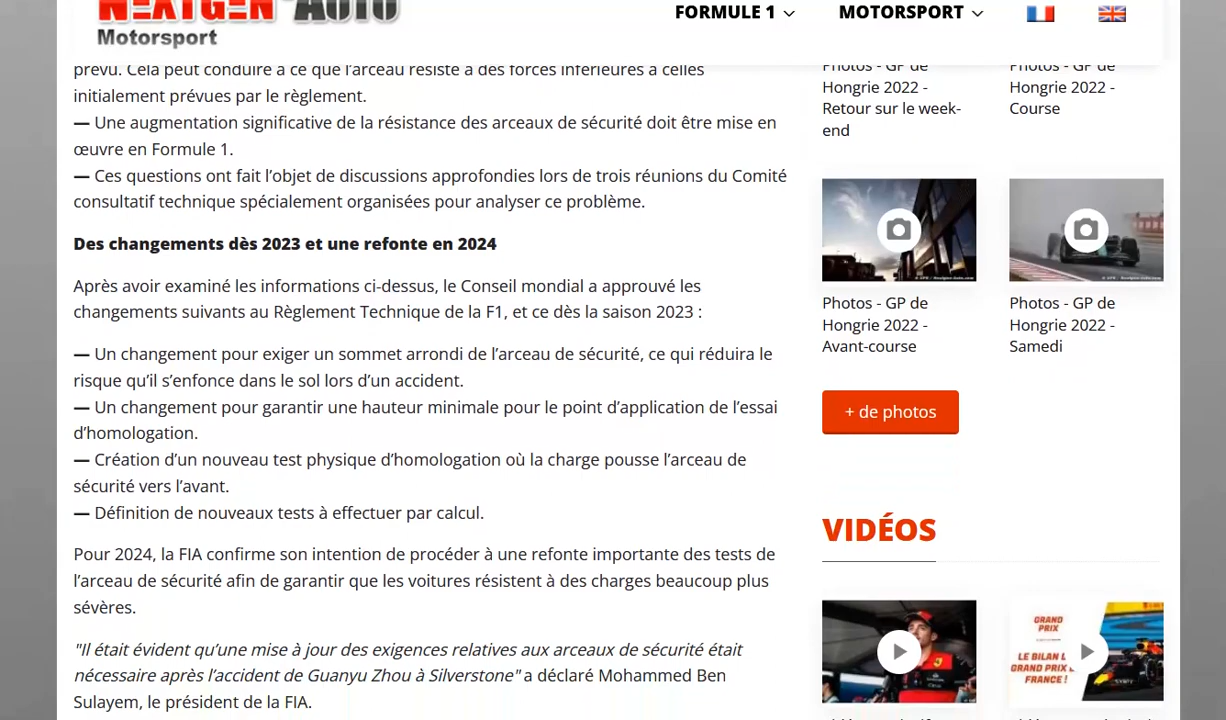 NEXTGEN AUTO
Motorsport
FORMULE 1
MOTORSPORT
prévu. Cela peut conduire à ce que l’arceau résiste à des forces inférieures à celles
initialement prévues par le règlement.
— Une augmentation significative de la résistance des arceaux de sécurité doit être mise en
œuvre en Formule 1.
— Ces questions ont fait l’objet de discussions approfondies lors de trois réunions du Comité
consultatif technique spécialement organisées pour analyser ce problème.
Des changements dès 2023 et une refonte en 2024
Après avoir examiné les informations ci-dessus, le Conseil mondial a approuvé les
changements suivants au Règlement Technique de la F1, et ce dès la saison 2023 :
— Un changement pour exiger un sommet arrondi de l’arceau de sécurité, ce qui réduira le
risque qu’il s’enfonce dans le sol lors d’un accident.
— Un changement pour garantir une hauteur minimale pour le point d’application de l’essai
d’homologation.
— Création d’un nouveau test physique d’homologation où la charge pousse l’arceau de
sécurité vers l’avant.
— Définition de nouveaux tests à effectuer par calcul.
Pour 2024, la FIA confirme son intention de procéder à une refonte importante des tests de
l’arceau de sécurité afin de garantir que les voitures résistent à des charges beaucoup plus
sévères.
"Il était évident qu’une mise à jour des exigences relatives aux arceaux de sécurité était
nécessaire après l’accident de Guanyu Zhou à Silverstone" a déclaré Mohammed Ben
Sulayem, le président de la FIA.
Photos - GP de
Hongrie 2022 -
Retour sur le week-
end
Photos - GP de
Hongrie 2022 -
Course
Photos - GP de
Hongrie 2022 -
Avant-course
Photos - GP de
Hongrie 2022 -
Samedi
+ de photos
VIDÉOS
GRAND
PRIX
LE BILAN
GRAND PRIX
FRANCE !